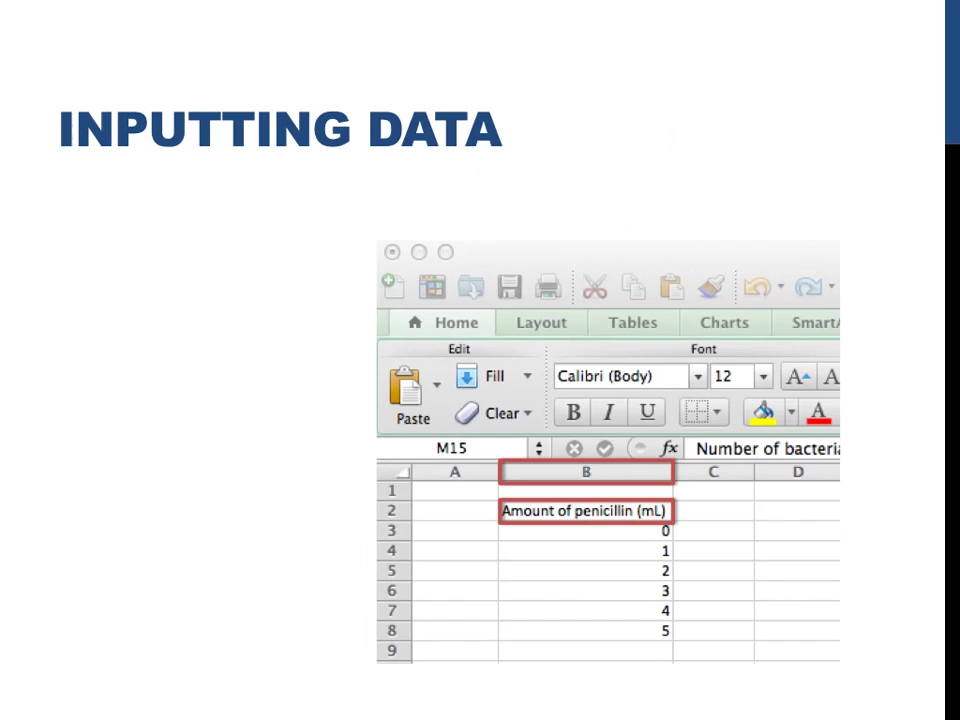 INPUTTING DATA
Home Layout Tables Charts
Edit Font
Fill Calibri (Body) 12 A A
Paste Clear B I U A
M15 fx Number of
A B C D
1
2 Amount of penicillin (mL)
3 0
4 1
5 2
6 3
7 4
8 5
9